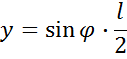 y = sin φ · l/2